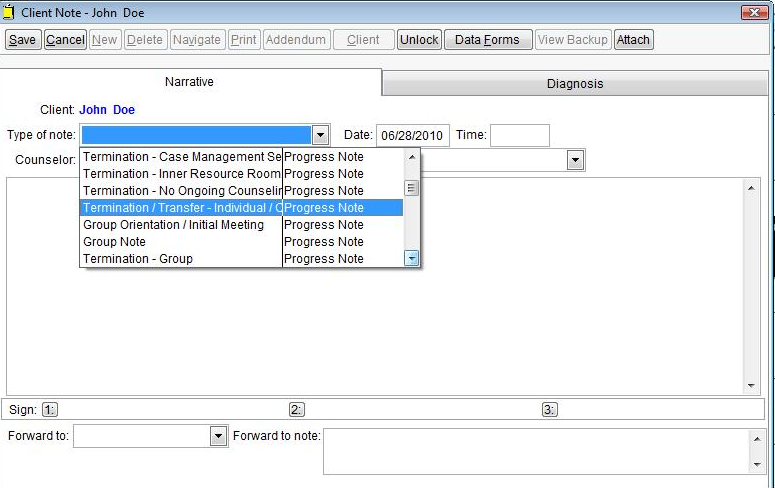 Client Note - John Doe
Save Cancel New Delete Navigate Print Addendum Client Unlock Data Forms View Backup Attach
Narrative Diagnosis
Client: John Doe
Type of note: Date: 06/28/2010 Time:
Counselor:
Termination - Case Management Se Progress Note
Termination - Inner Resource Room Progress Note
Termination - No Ongoing Counselin Progress Note
Termination / Transfer - Individual / C Progress Note
Group Orientation / Initial Meeting Progress Note
Group Note Progress Note
Termination - Group Progress Note
Sign: 1: 2: 3:
Forward to: Forward to note: